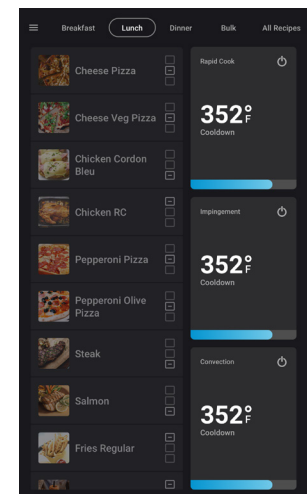 Breakfast
Lunch
Dinner
Bulk
All Recipes
Cheese Pizza
Cheese Veg Pizza
Chicken Cordon
Bleu
Chicken RC
Pepperoni Pizza
Pepperoni Olive
Pizza
Steak
Salmon
Fries Regular
Rapid Cook
352°F
Cooldown
Impingement
352°F
Cooldown
Convection
352°F
Cooldown